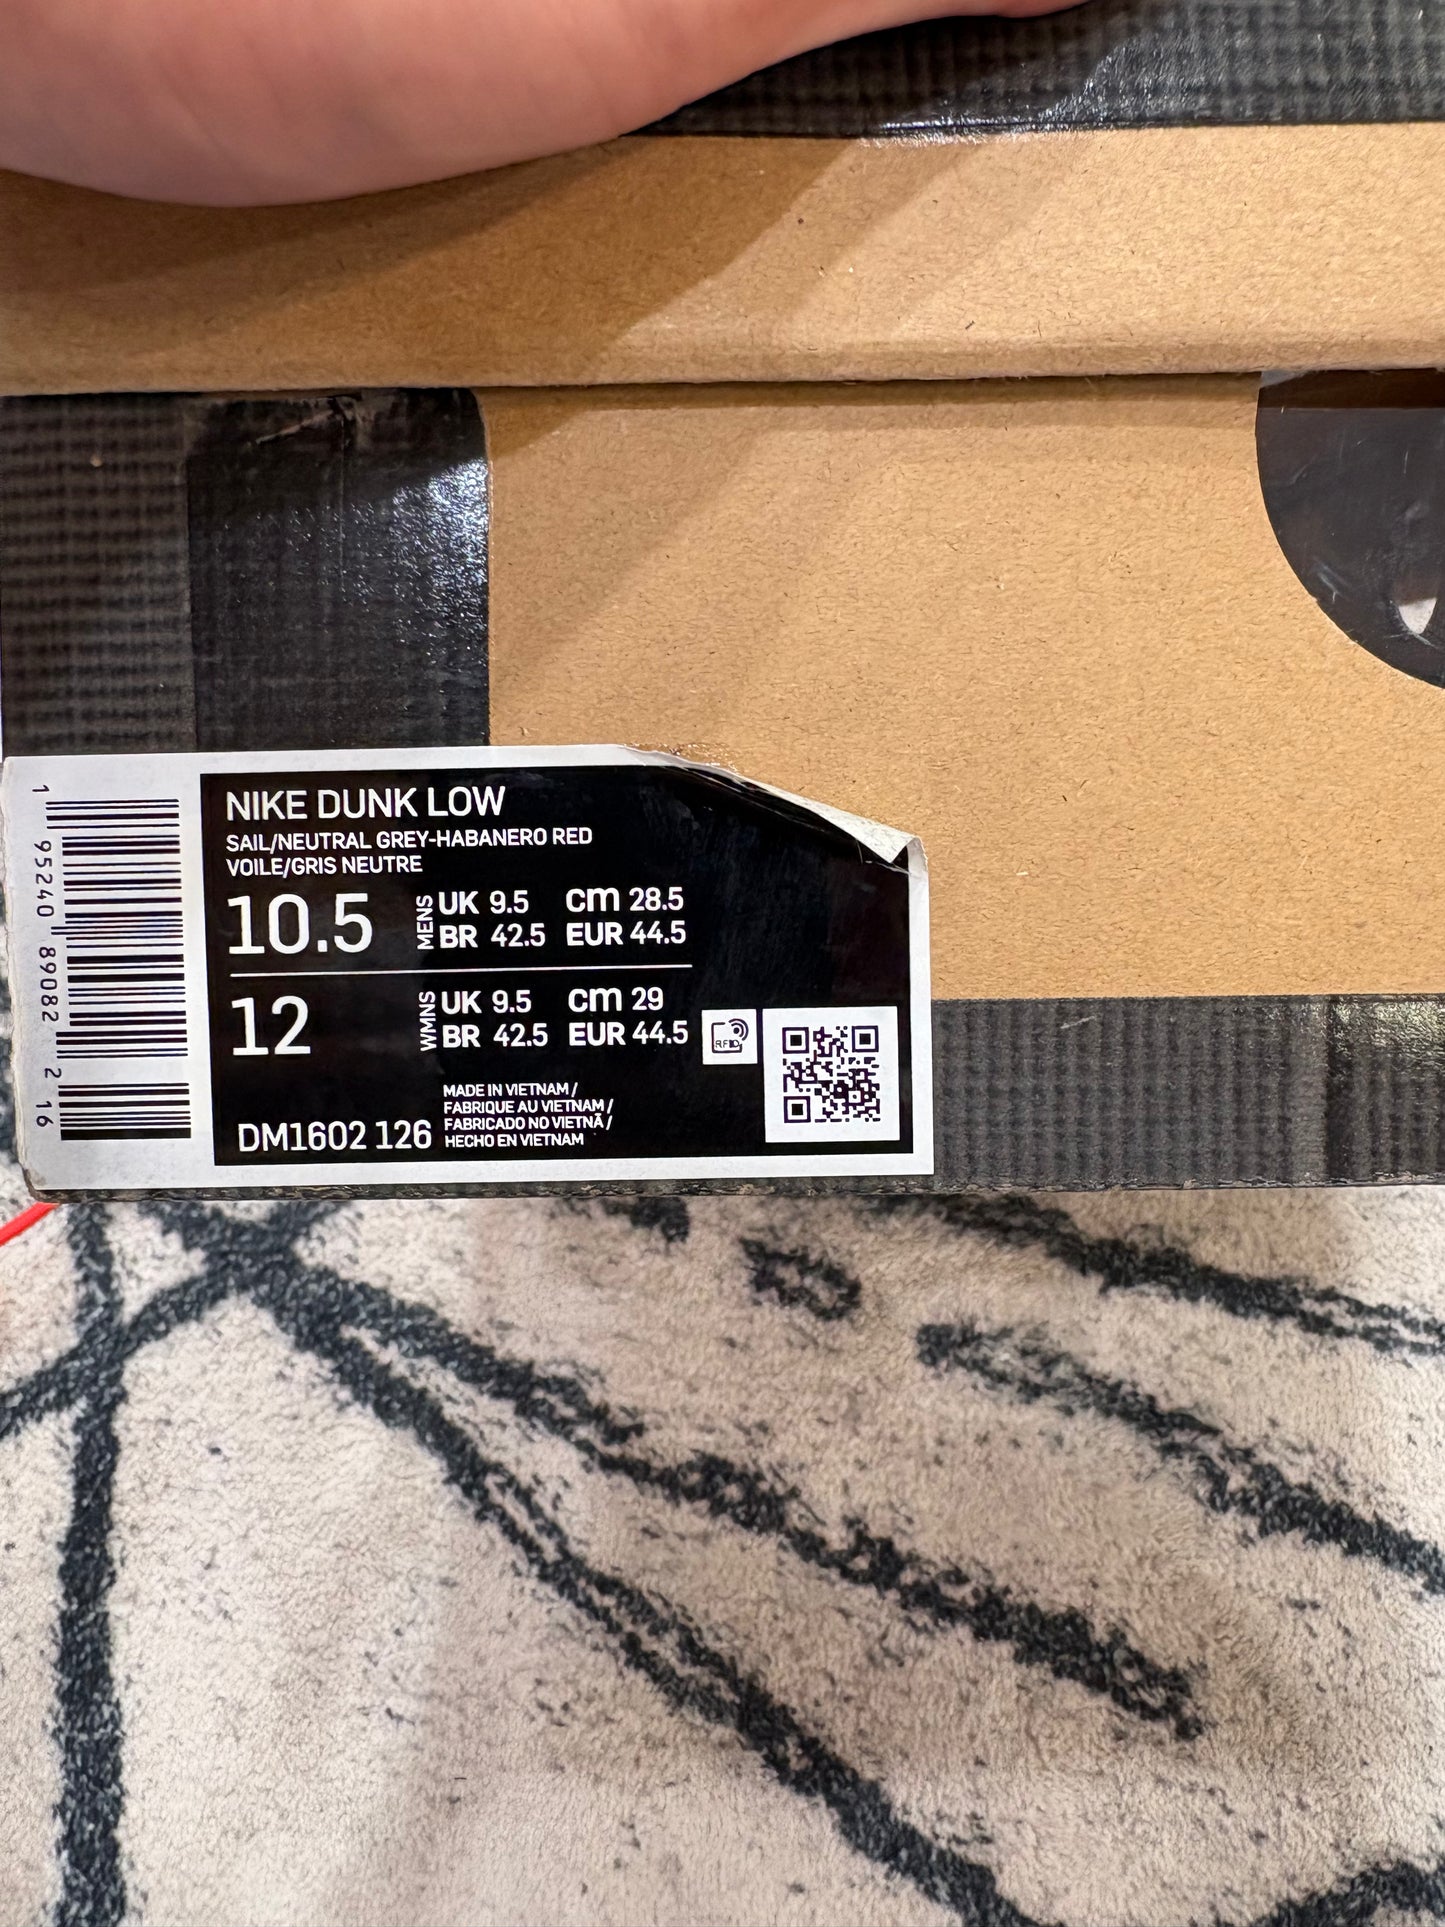 NIKE DUNK LOW
SAIL/NEUTRAL GREY-HABANERO RED
VOILE/GRIS NEUTRE
10.5 MENS UK 9.5 cm 28.5
BR 42.5 EUR 44.5
12 WMNS UK 9.5 cm 29
BR 42.5 EUR 44.5
RFID
MADE IN VIETNAM /
FABRIQUE AU VIETNAM /
FABRICADO NO VIETNÃ /
HECHO EN VIETNAM
DM1602 126
1 95240 89082 2 16